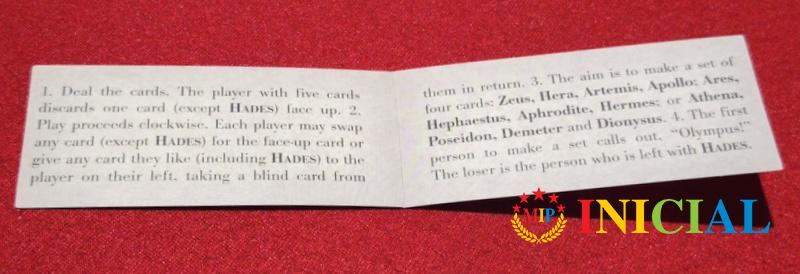 1. Deal the cards. The player with five cards
discards one card (except HADES) face up. 2.
Play proceeds clockwise. Each player may swap
any card (except HADES) for the face-up card or
give any card they like (including HADES) to the
player on their left, taking a blind card from
them in return. 3. The aim is to make a set of
four cards: Zeus, Hera, Artemis, Apollo; Ares,
Hephaestus, Aphrodite, Hermes; or Athena,
Poseidon, Demeter and Dionysus. 4. The first
person to make a set calls out, "Olympus!"
The loser is the person who is left with HADES.
MIP
INICIAL